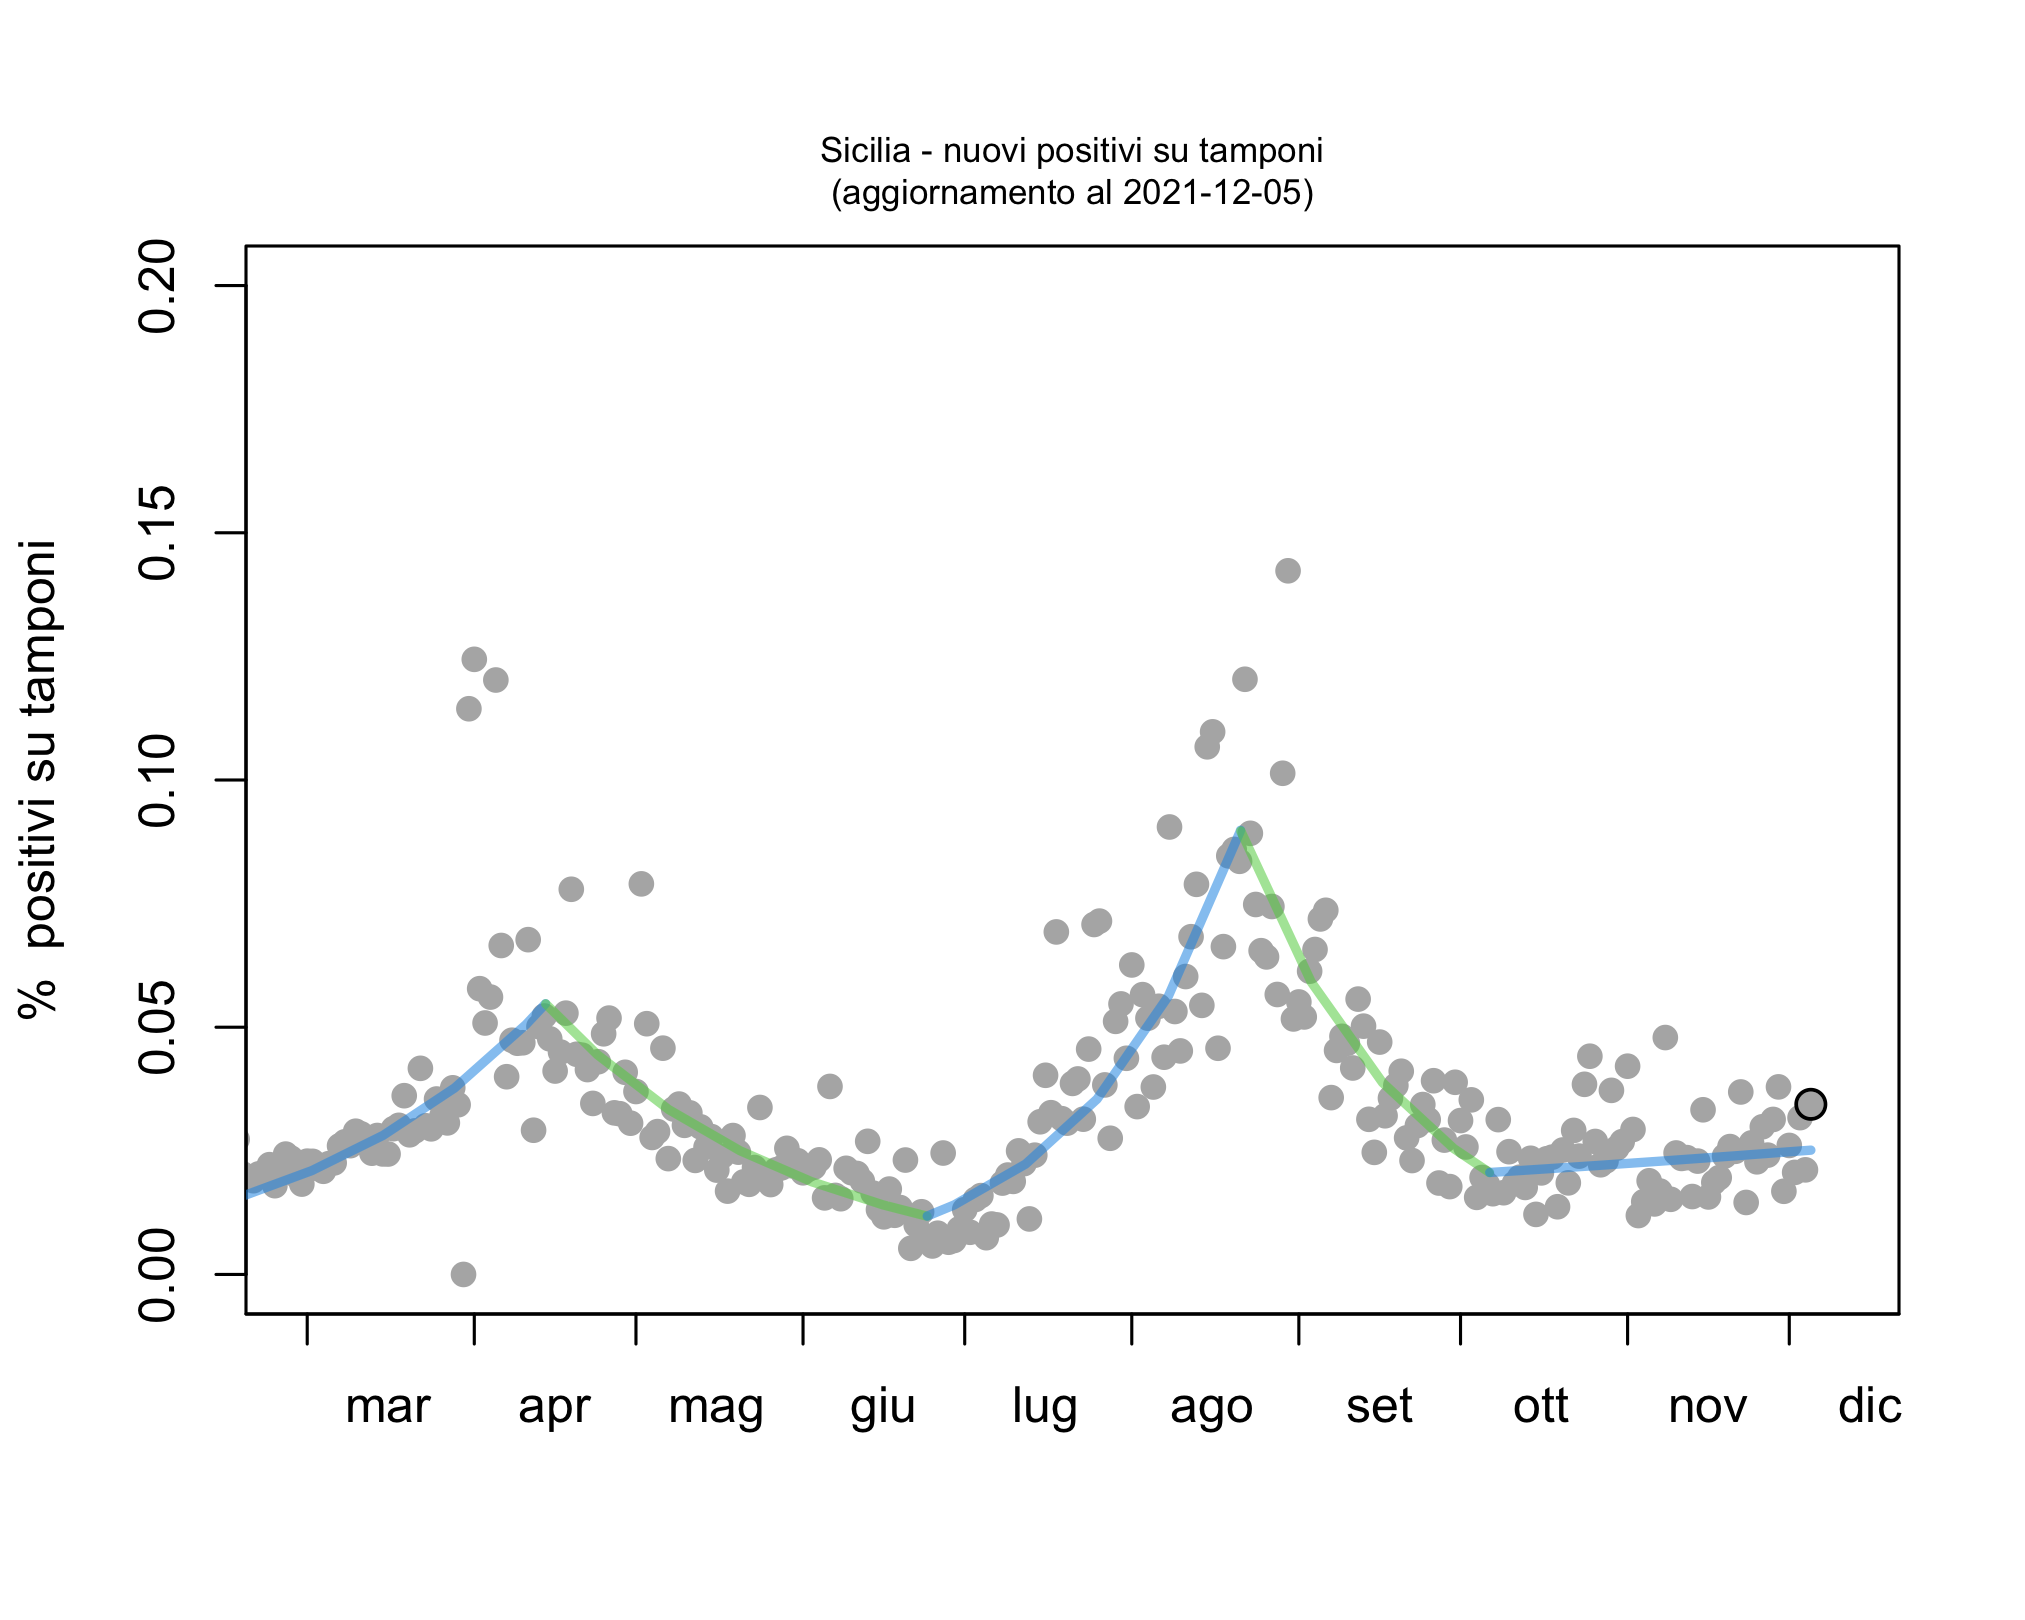 Sicilia - nuovi positivi su tamponi
(aggiornamento al 2021-12-05)
% positivi su tamponi
0.20
0.15
0.10
0.05
0.00
mar apr mag giu lug ago set ott nov dic